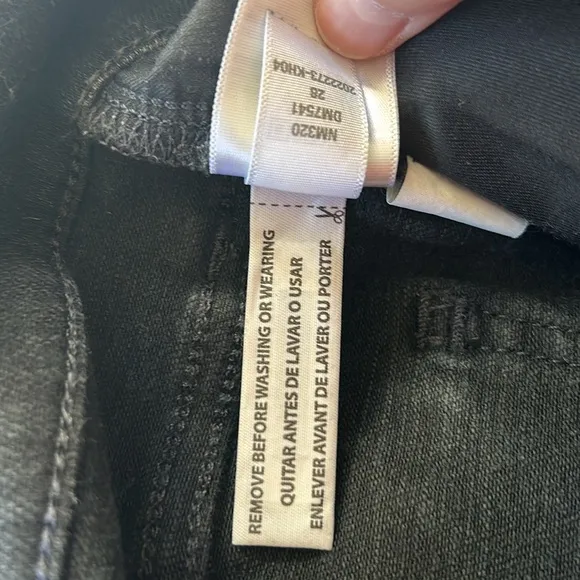 NM320
DM7541
28
2022273-KH04
REMOVE BEFORE WASHING OR WEARING
QUITAR ANTES DE LAVAR O USAR
ENLEVER AVANT DE LAVER OU PORTER